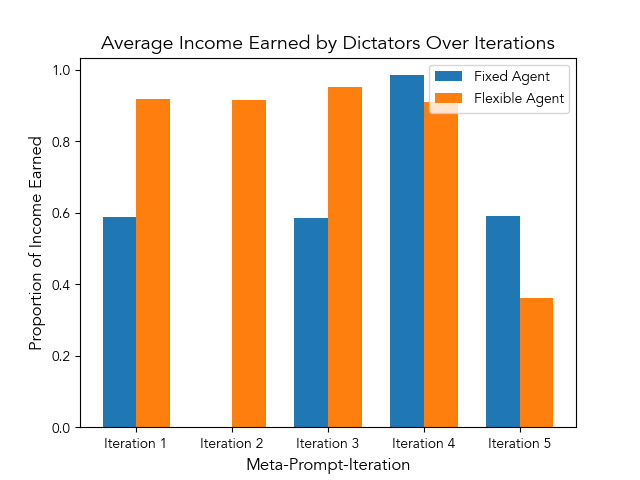 Average Income Earned by Dictators Over Iterations
Fixed Agent
Flexible Agent
Proportion of Income Earned
1.0
0.8
0.6
0.4
0.2
0.0
Iteration 1
Iteration 2
Iteration 3
Iteration 4
Iteration 5
Meta-Prompt-Iteration